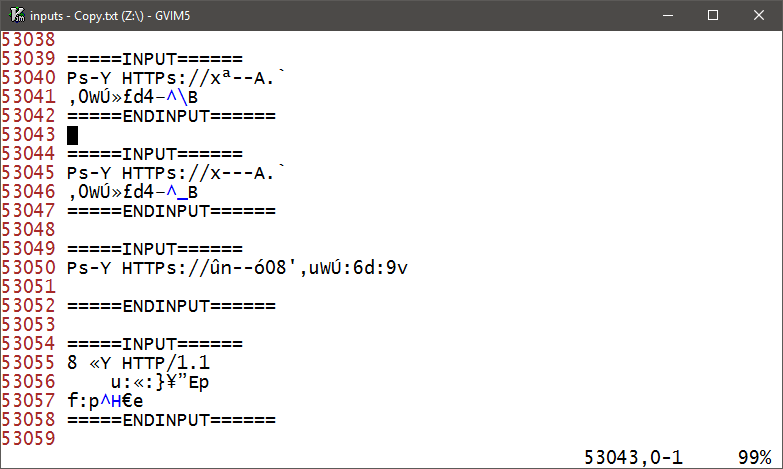 inputs - Copy.txt (Z:\) - GVIM5
53038
53039 =====INPUT======
53040 Ps-Y HTTPs://xª--A.`
53041 ,0WÚ»£d4-^\B
53042 =====ENDINPUT======
53043
53044 =====INPUT======
53045 Ps-Y HTTPs://x---A.`
53046 ,0WÚ»£d4-^_B
53047 =====ENDINPUT======
53048
53049 =====INPUT======
53050 Ps-Y HTTPs://ûn--óO8',uWÚ:6d:9v
53051
53052 =====ENDINPUT======
53053
53054 =====INPUT======
53055 8 «Y HTTP/1.1
53056     u:«:}¥”Ep
53057 f:p^H€e
53058 =====ENDINPUT======
53059
53043,0-1 99%